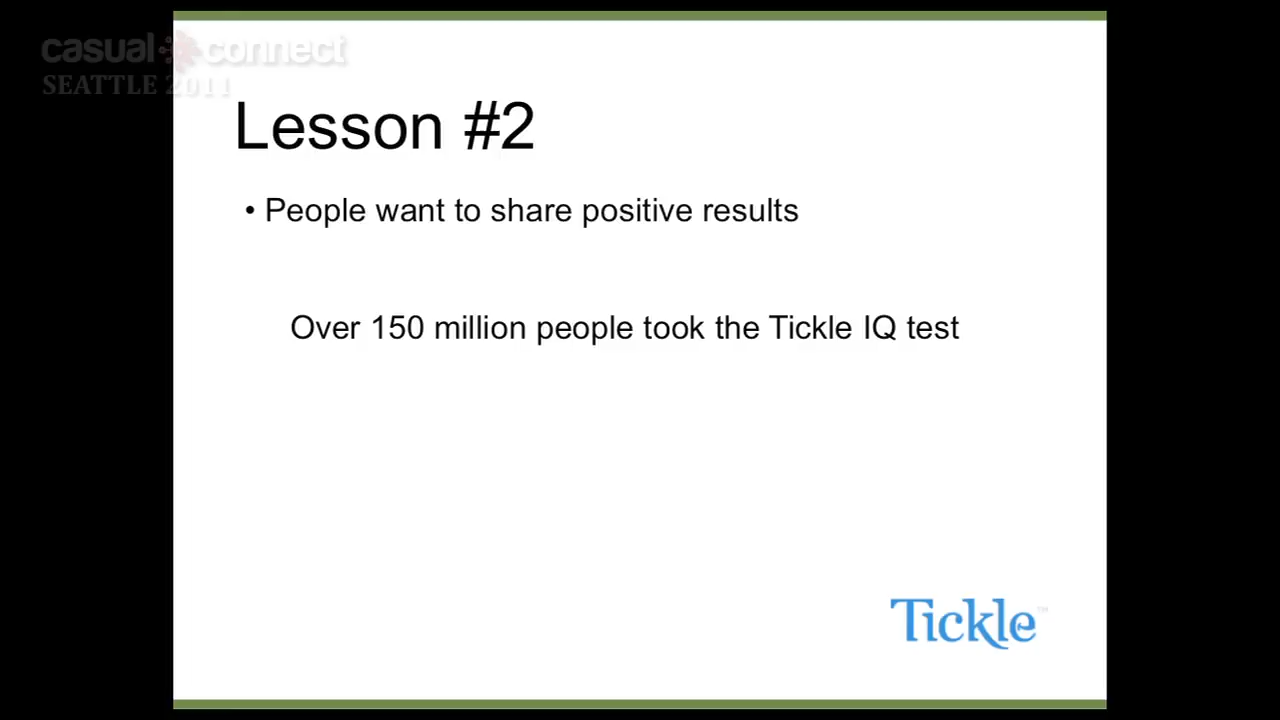 casual connect
SEATTLE 2011
Lesson #2
• People want to share positive results
Over 150 million people took the Tickle IQ test
Tickle™